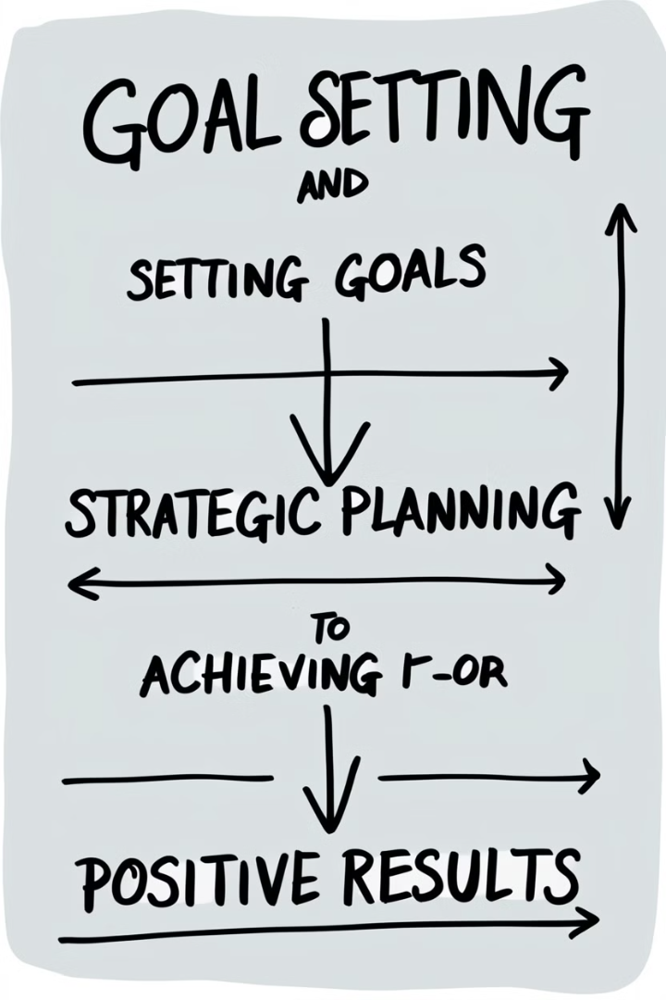 GOAL SETTING
AND
SETTING GOALS
STRATEGIC PLANNING
TO
ACHIEVING
POSITIVE RESULTS